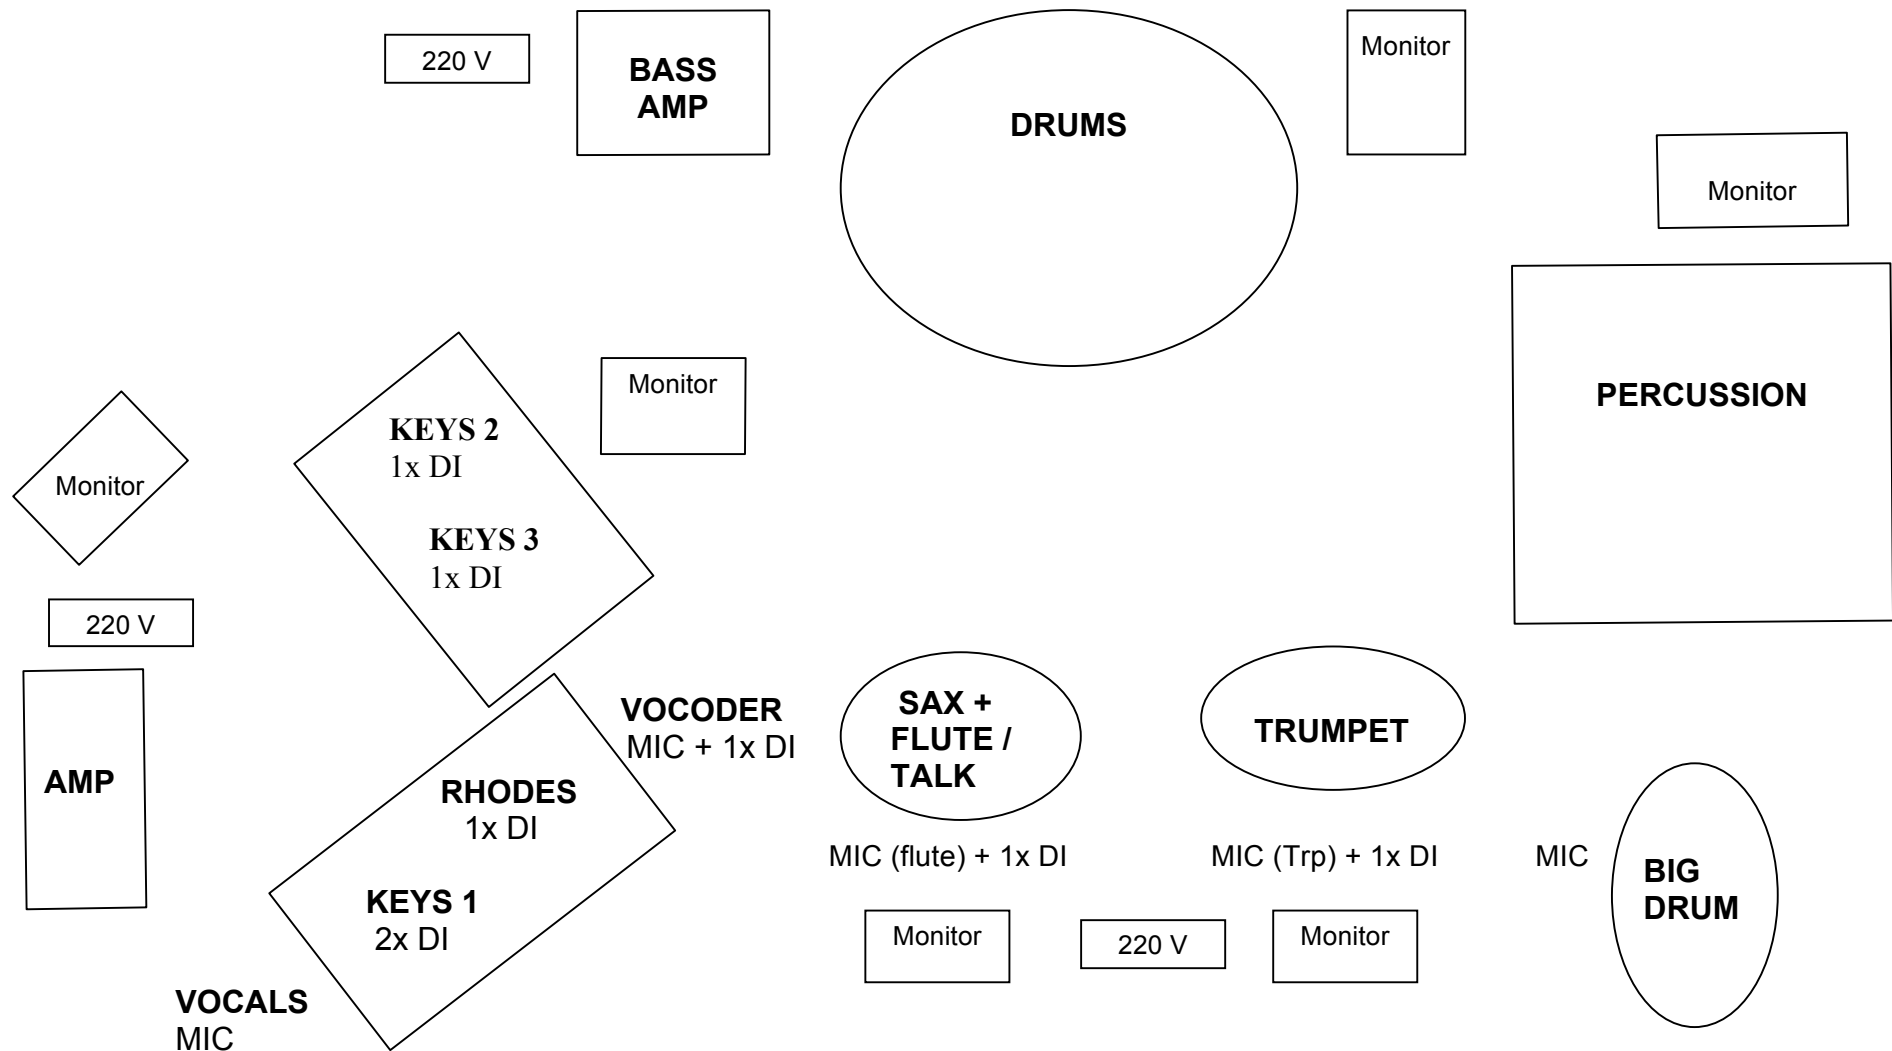 220 V
BASS
AMP
DRUMS
Monitor
Monitor
Monitor
PERCUSSION
KEYS 2
1x DI
Monitor
KEYS 3
1x DI
220 V
VOCODER
MIC + 1x DI
SAX +
FLUTE /
TALK
TRUMPET
AMP
RHODES
1x DI
MIC (flute) + 1x DI
MIC (Trp) + 1x DI
MIC
BIG
DRUM
KEYS 1
2x DI
Monitor
220 V
Monitor
VOCALS
MIC